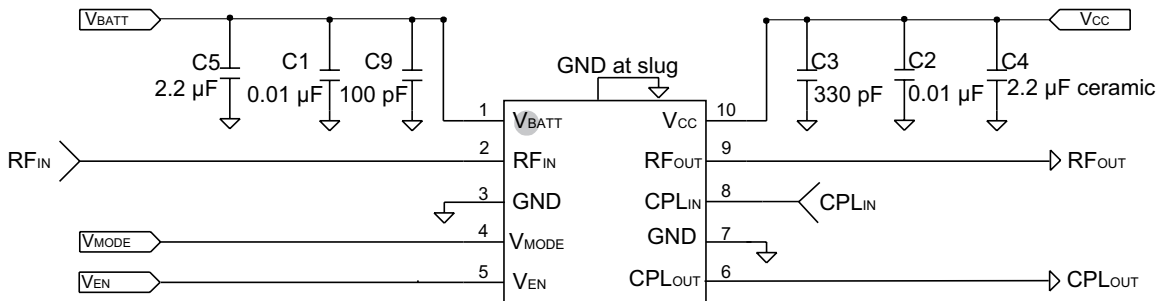 VBATT
VCC
C5
2.2 µF
C1
0.01 µF
C9
100 pF
GND at slug
C3
330 pF
C2
0.01 µF
C4
2.2 µF ceramic
1
VBATT
VCC
10
RFIN
2
RFIN
RFOUT
9
RFOUT
3
GND
CPLIN
8
CPLIN
VMODE
4
VMODE
GND
7
VEN
5
VEN
CPLOUT
6
CPLOUT